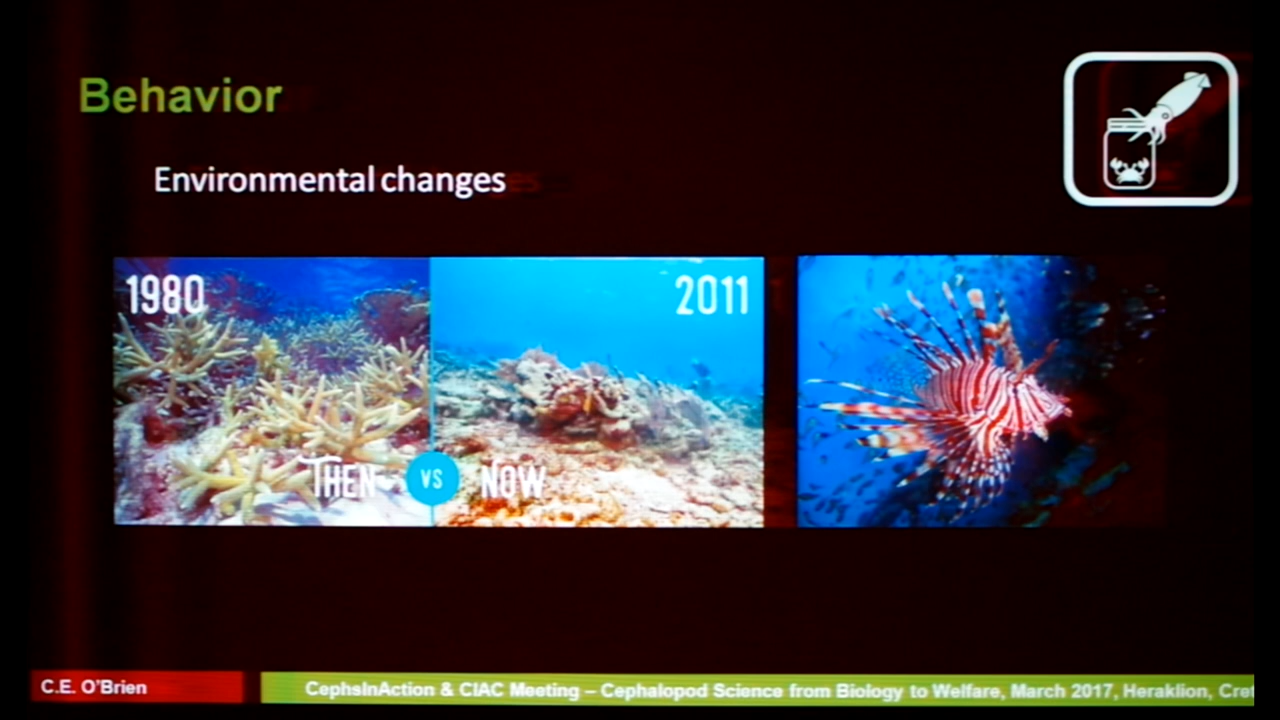 Behavior
Environmental changes
1980
2011
THEN VS NOW
C.E. O'Brien
CephsInAction & CIAC Meeting – Cephalopod Science from Biology to Welfare, March 2017, Heraklion, Cret